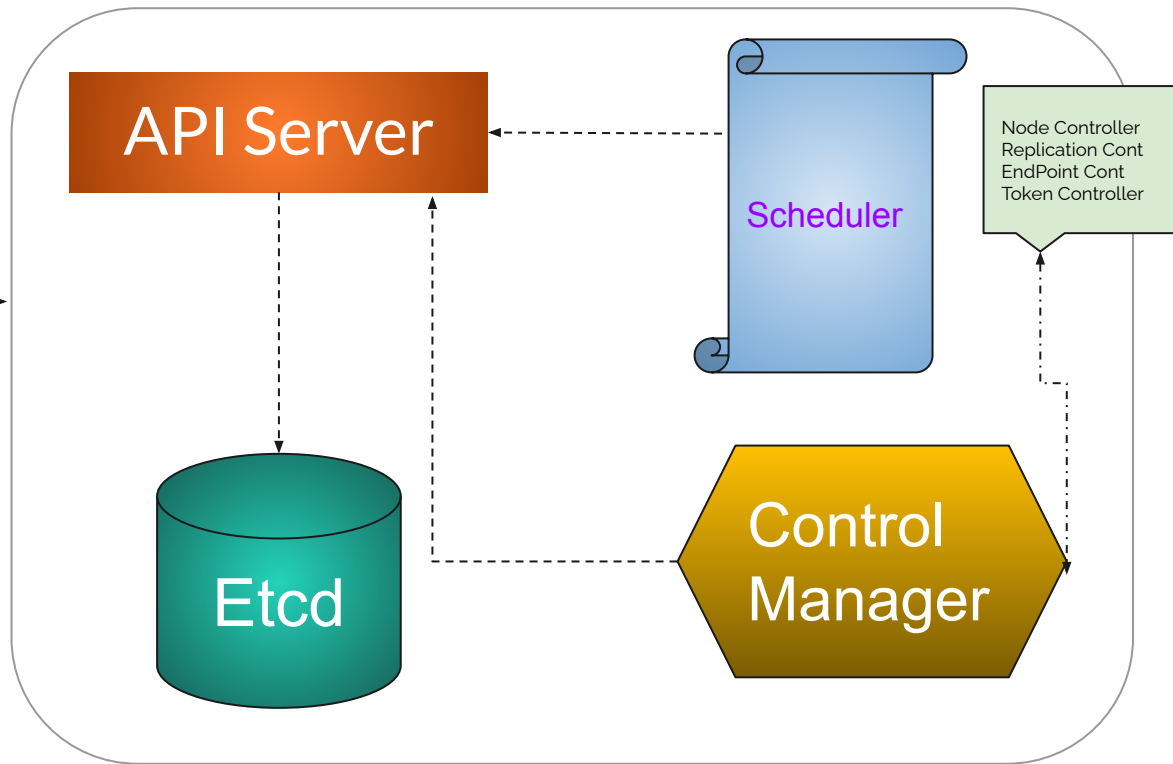 API Server
Scheduler
Node Controller
Replication Cont
EndPoint Cont
Token Controller
Etcd
Control
Manager